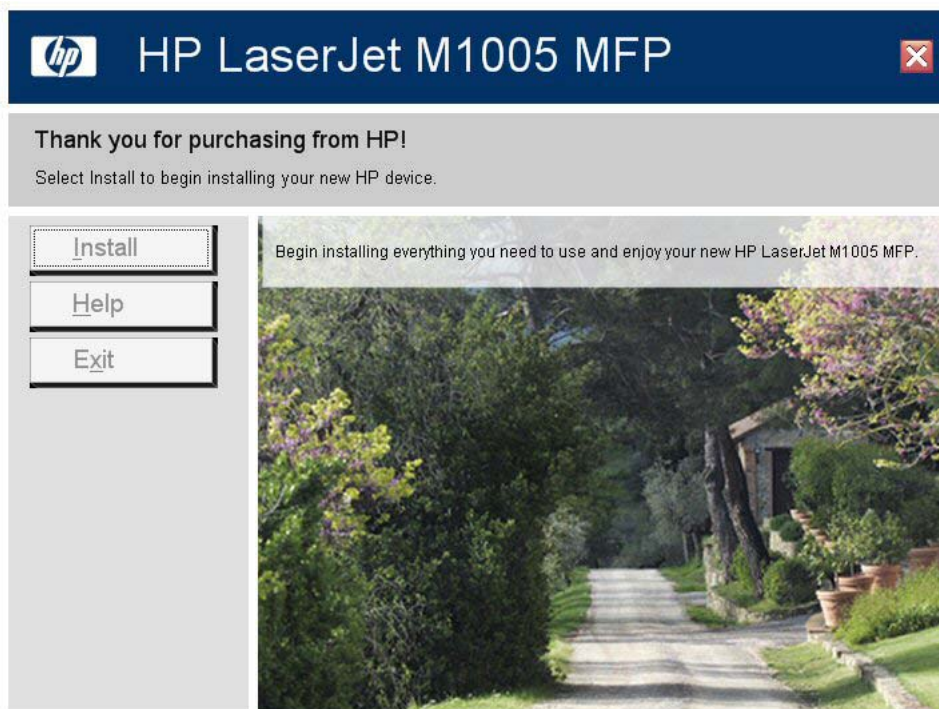 hp
HP LaserJet M1005 MFP
Thank you for purchasing from HP!
Select Install to begin installing your new HP device.
Install
Help
Exit
Begin installing everything you need to use and enjoy your new HP LaserJet M1005 MFP.